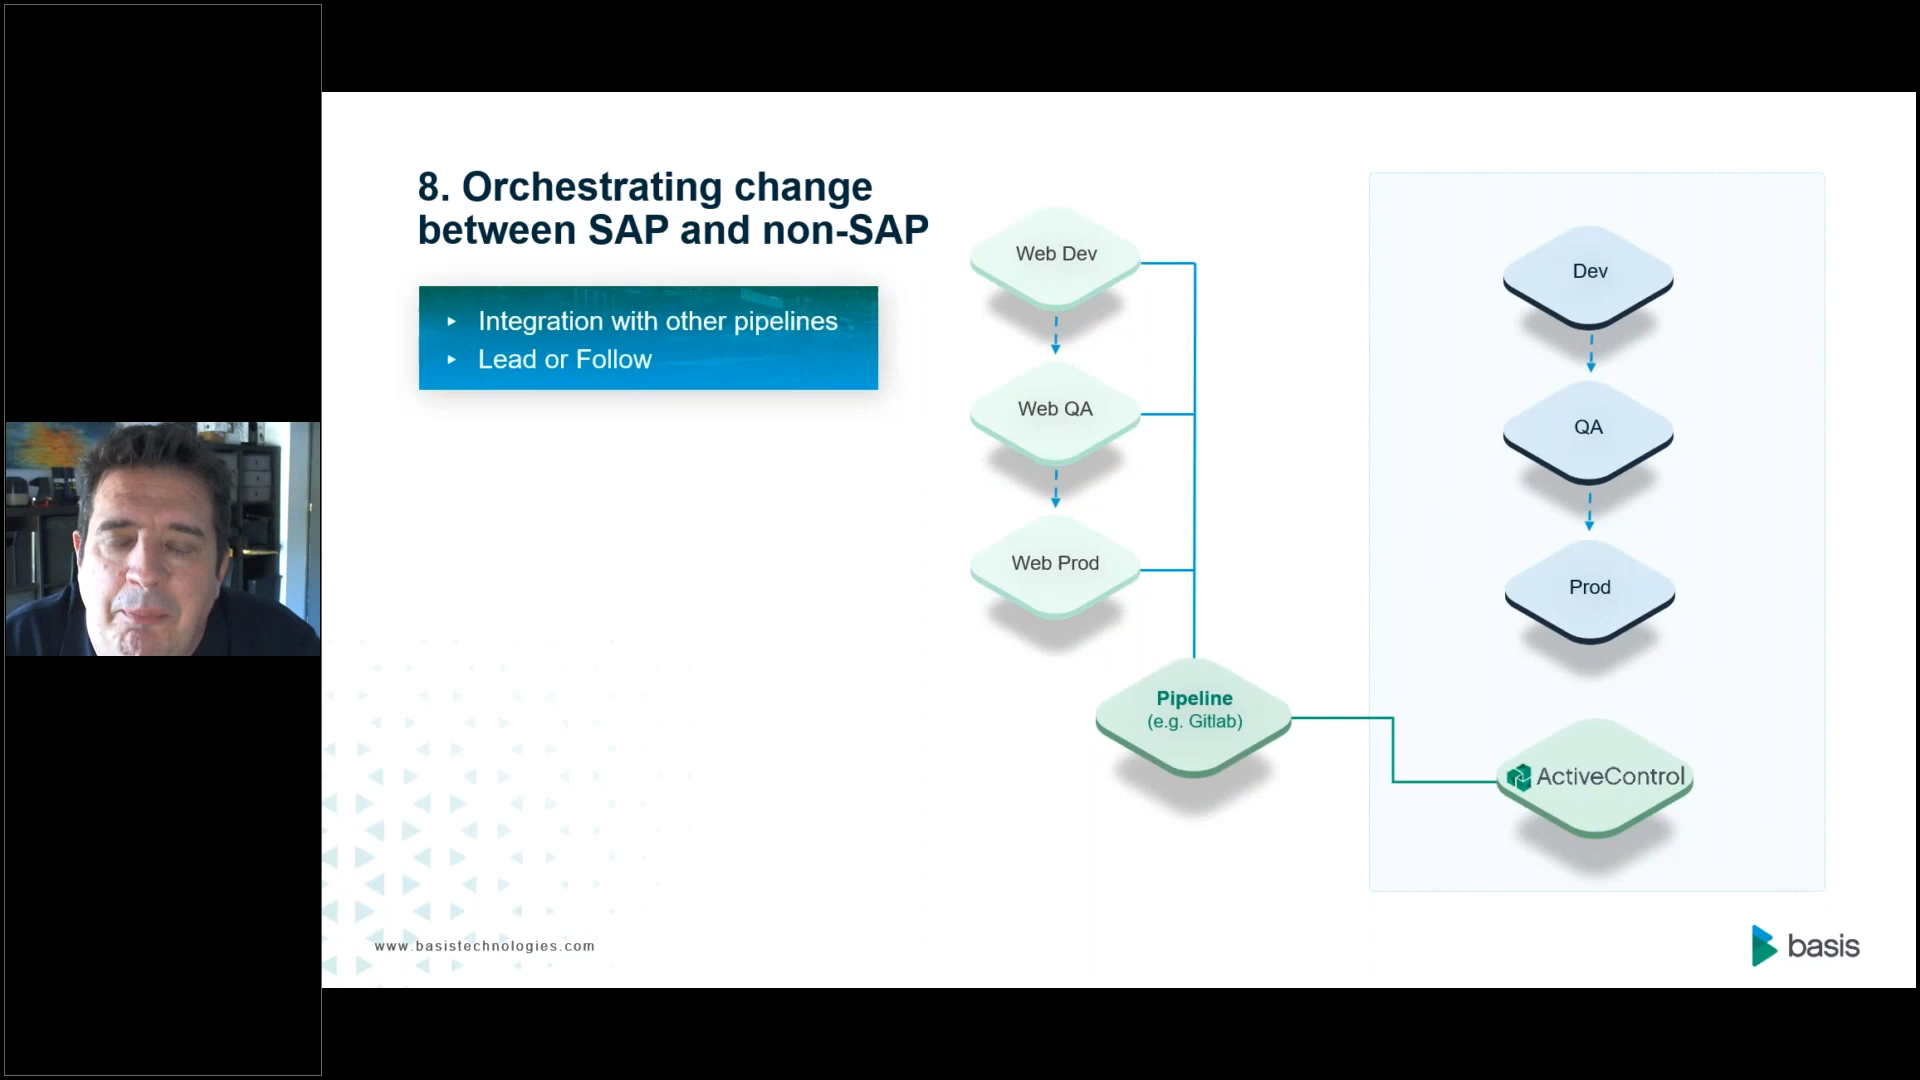 8. Orchestrating change
between SAP and non-SAP
Integration with other pipelines
Lead or Follow
Web Dev
Web QA
Web Prod
Pipeline
(e.g. Gitlab)
Dev
QA
Prod
ActiveControl
www.basistechnologies.com
basis